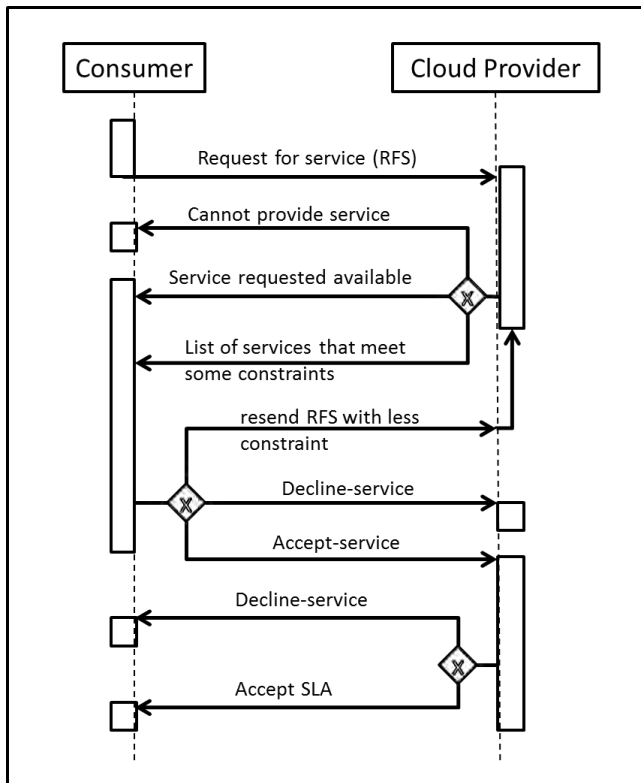 Consumer
Cloud Provider
Request for service (RFS)
Cannot provide service
X
Service requested available
List of services that meet
some constraints
resend RFS with less
constraint
X
Decline-service
Accept-service
Decline-service
X
Accept SLA